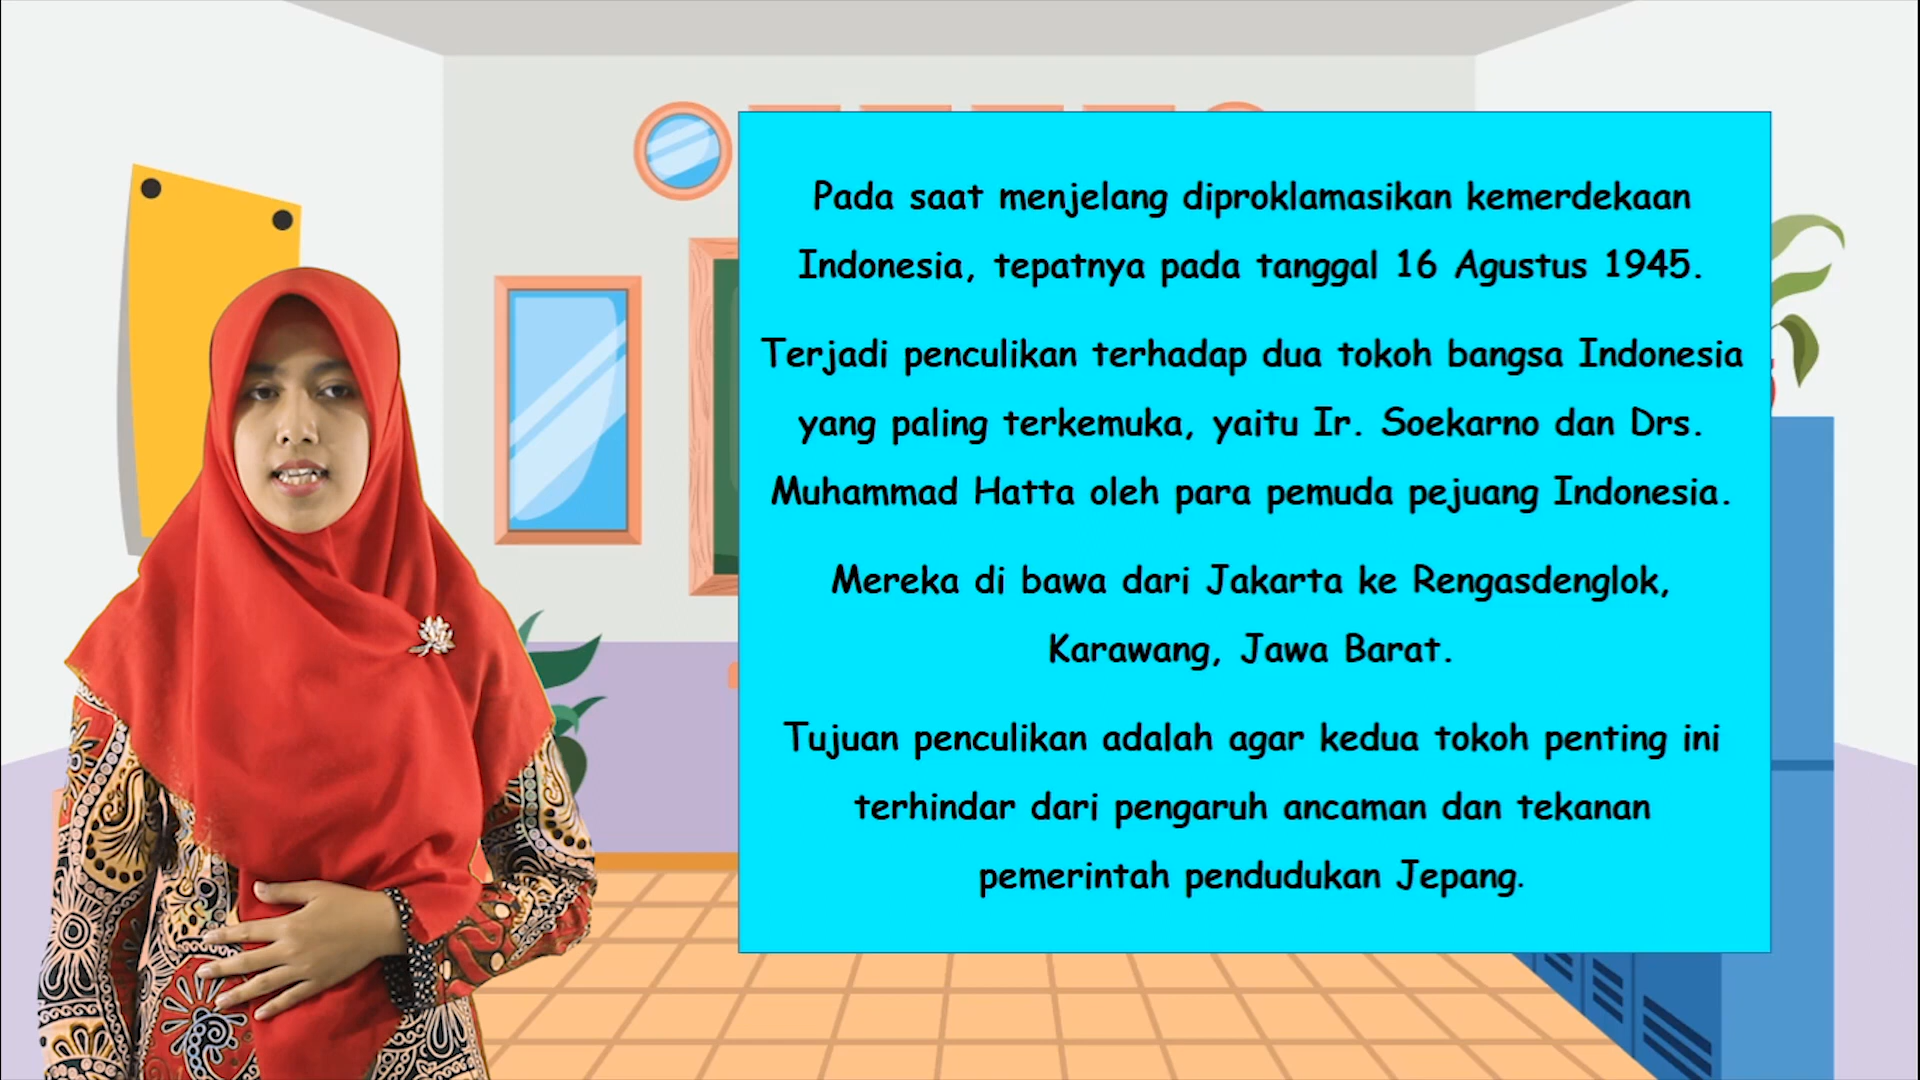 Pada saat menjelang diproklamasikan kemerdekaan
Indonesia, tepatnya pada tanggal 16 Agustus 1945.
Terjadi penculikan terhadap dua tokoh bangsa Indonesia
yang paling terkemuka, yaitu Ir. Soekarno dan Drs.
Muhammad Hatta oleh para pemuda pejuang Indonesia.
Mereka di bawa dari Jakarta ke Rengasdenglok,
Karawang, Jawa Barat.
Tujuan penculikan adalah agar kedua tokoh penting ini
terhindar dari pengaruh ancaman dan tekanan
pemerintah pendudukan Jepang.